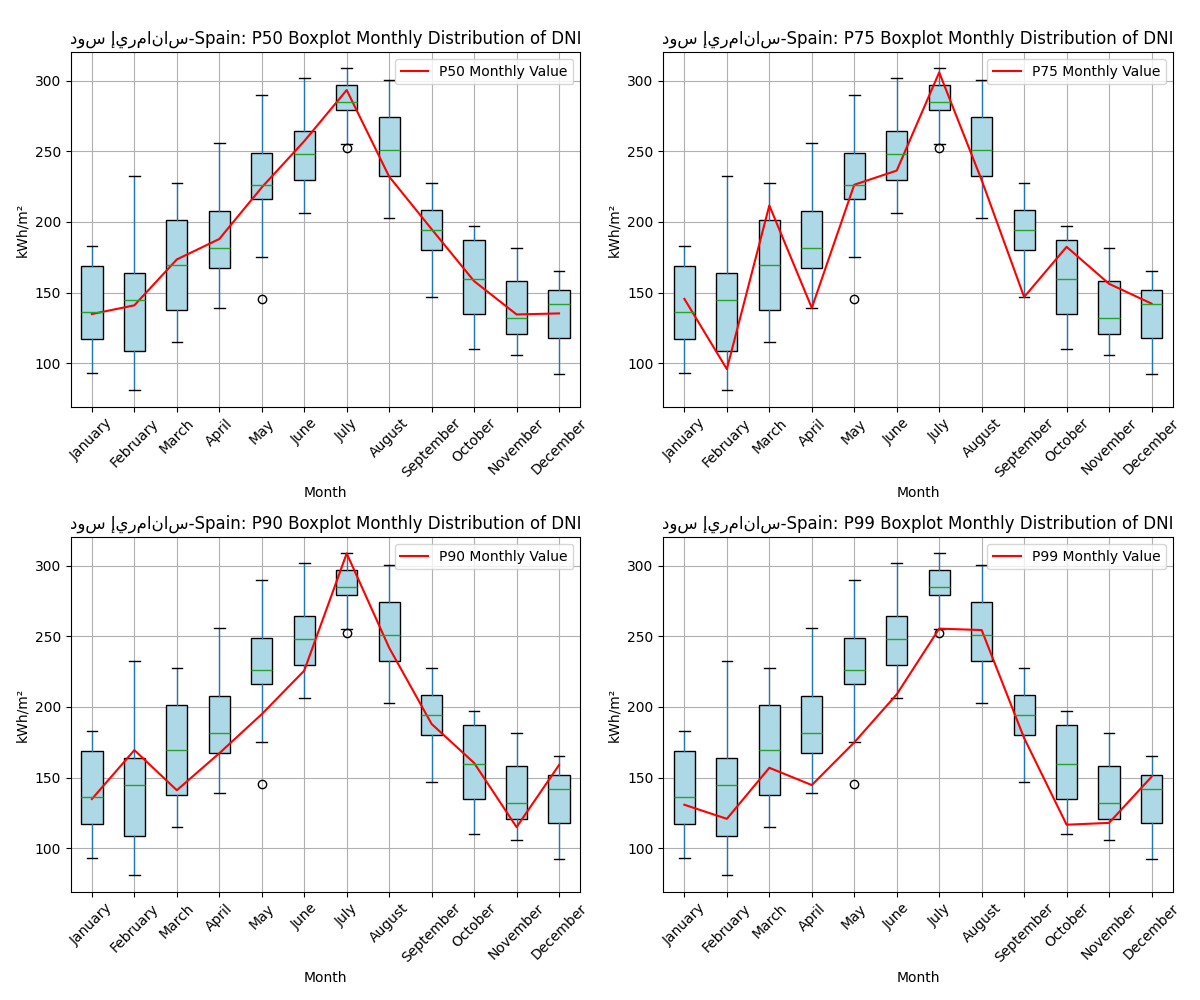 دوس إيرماناس-Spain: P50 Boxplot Monthly Distribution of DNI
P50 Monthly Value
kWh/m²
300
250
200
150
100
January
February
March
April
May
June
July
August
September
October
November
December
Month
دوس إيرماناس-Spain: P75 Boxplot Monthly Distribution of DNI
P75 Monthly Value
kWh/m²
300
250
200
150
100
January
February
March
April
May
June
July
August
September
October
November
December
Month
دوس إيرماناس-Spain: P90 Boxplot Monthly Distribution of DNI
P90 Monthly Value
kWh/m²
300
250
200
150
100
January
February
March
April
May
June
July
August
September
October
November
December
Month
دوس إيرماناس-Spain: P99 Boxplot Monthly Distribution of DNI
P99 Monthly Value
kWh/m²
300
250
200
150
100
January
February
March
April
May
June
July
August
September
October
November
December
Month